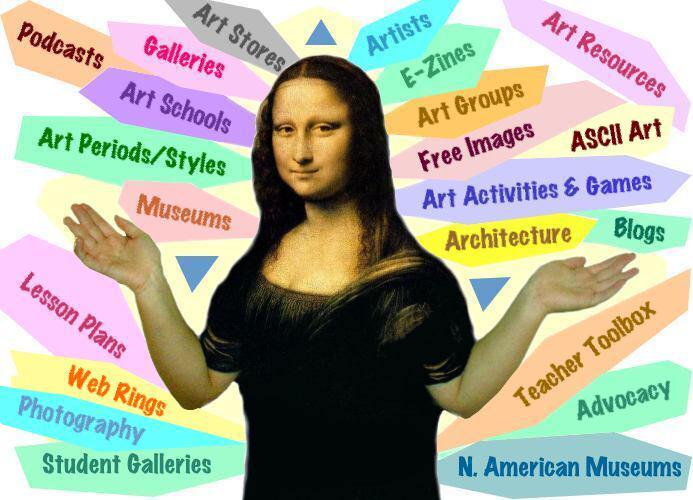 Podcasts
Galleries
Art Stores
Art Schools
Art Periods/Styles
Museums
Lesson Plans
Web Rings
Photography
Student Galleries
Artists
E-Zines
Art Resources
Art Groups
Free Images
ASCII Art
Art Activities & Games
Architecture
Blogs
Teacher Toolbox
Advocacy
N. American Museums